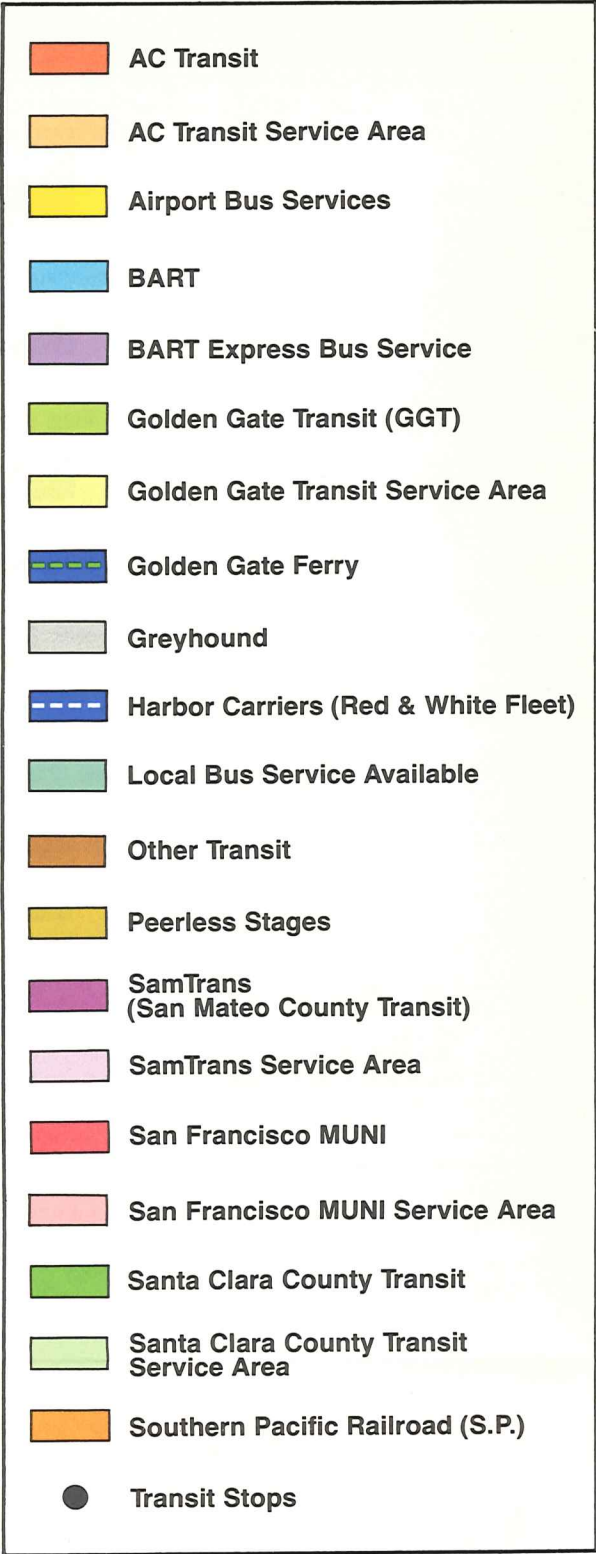 AC Transit
AC Transit Service Area
Airport Bus Services
BART
BART Express Bus Service
Golden Gate Transit (GGT)
Golden Gate Transit Service Area
Golden Gate Ferry
Greyhound
Harbor Carriers (Red & White Fleet)
Local Bus Service Available
Other Transit
Peerless Stages
SamTrans
(San Mateo County Transit)
SamTrans Service Area
San Francisco MUNI
San Francisco MUNI Service Area
Santa Clara County Transit
Santa Clara County Transit
Service Area
Southern Pacific Railroad (S.P.)
Transit Stops